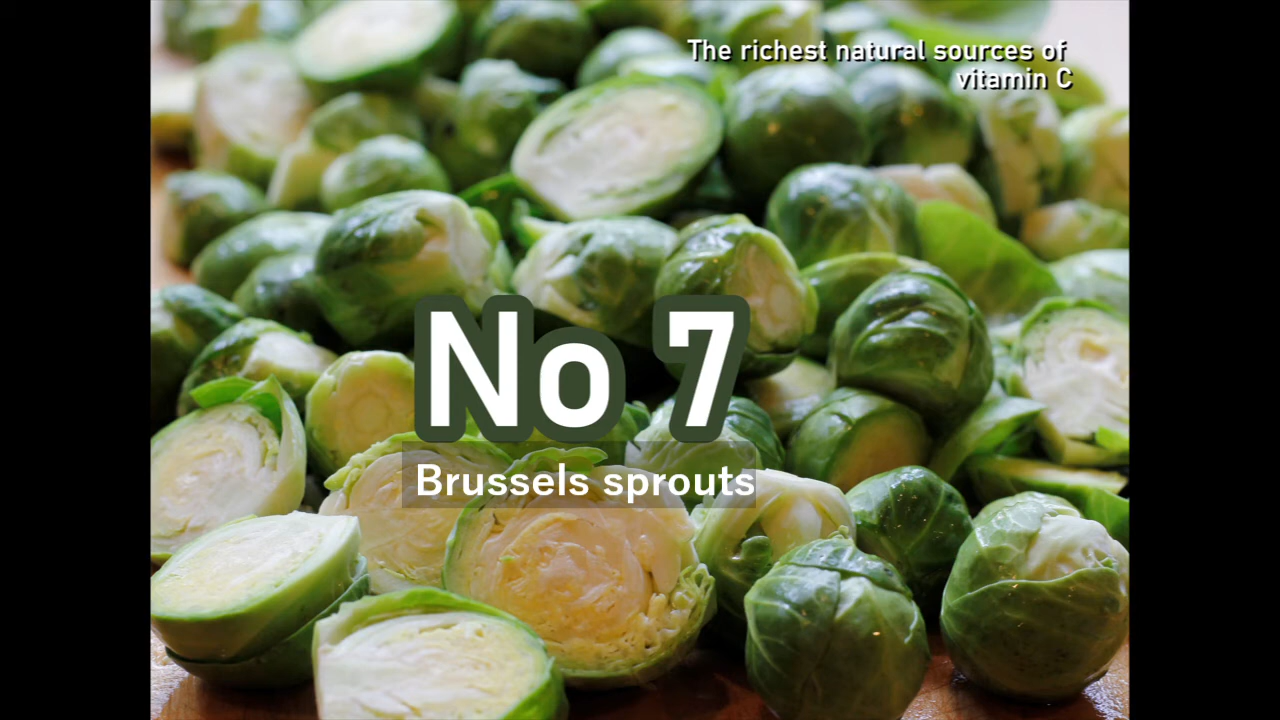 The richest natural sources of
vitamin C
No 7
Brussels sprouts